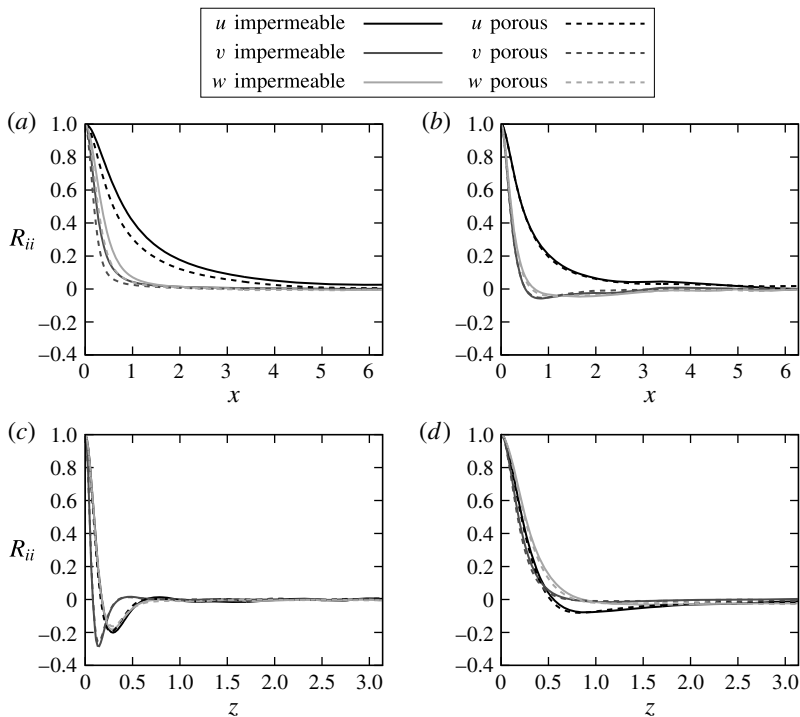 u impermeable u porous
v impermeable v porous
w impermeable w porous
(a) (b)
1.0 1.0
0.8 0.8
0.6 0.6
0.4 0.4
R_ii 0.2 0.2
0 0
−0.2 −0.2
−0.4 −0.4
0 1 2 3 4 5 6 0 1 2 3 4 5 6
x x
(c) (d)
1.0 1.0
0.8 0.8
0.6 0.6
0.4 0.4
R_ii 0.2 0.2
0 0
−0.2 −0.2
−0.4 −0.4
0 0.5 1.0 1.5 2.0 2.5 3.0 0 0.5 1.0 1.5 2.0 2.5 3.0
z z